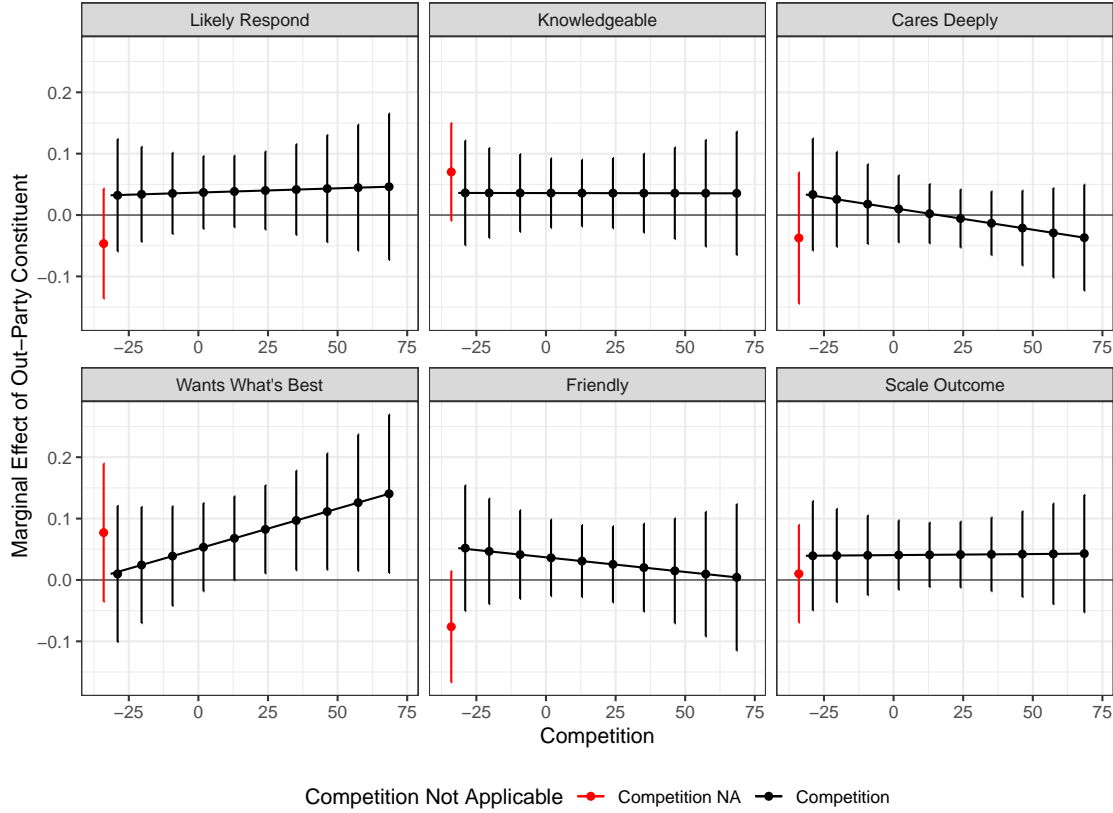 Likely Respond
Knowledgeable
Cares Deeply
0.2
0.1
0.0
−0.1
−25 0 25 50 75
−25 0 25 50 75
−25 0 25 50 75
Wants What's Best
Friendly
Scale Outcome
0.2
0.1
0.0
−0.1
−25 0 25 50 75
−25 0 25 50 75
−25 0 25 50 75
Marginal Effect of Out−Party Constituent
Competition
Competition Not Applicable Competition NA Competition